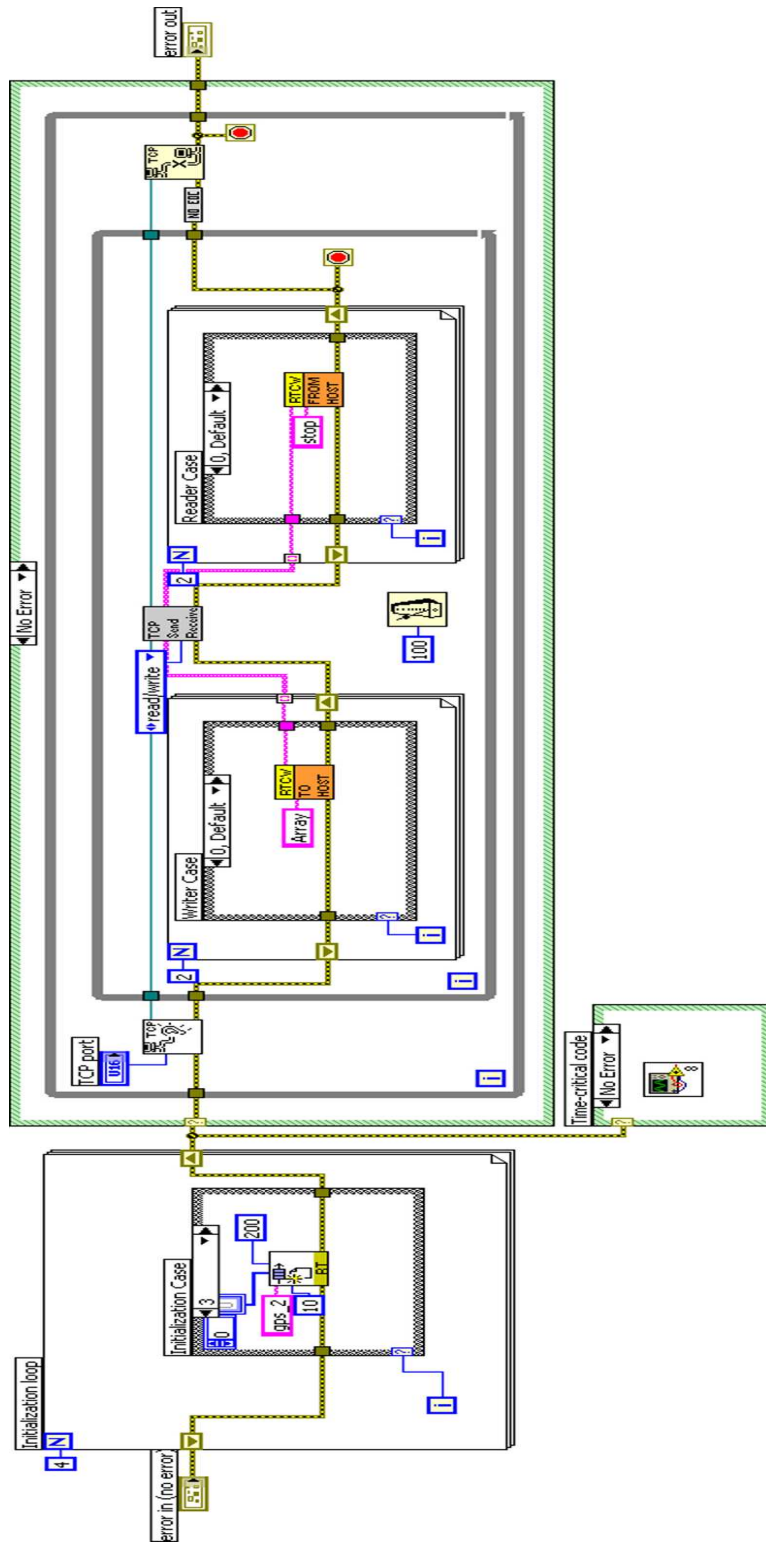 error in (no error)
4
N
Initialization loop
Initialization Case
3
0
gps_2
10
200
RT
i
No Error
TCP port
U16
TCP
i
2
N
Writer Case
0, Default
Array
RTCW
TO
HOST
i
i
read/write
TCP
Send
Receive
100
2
N
Reader Case
0, Default
stop
RTCW
FROM
HOST
i
TCP
error out
Time-critical code
No Error
8